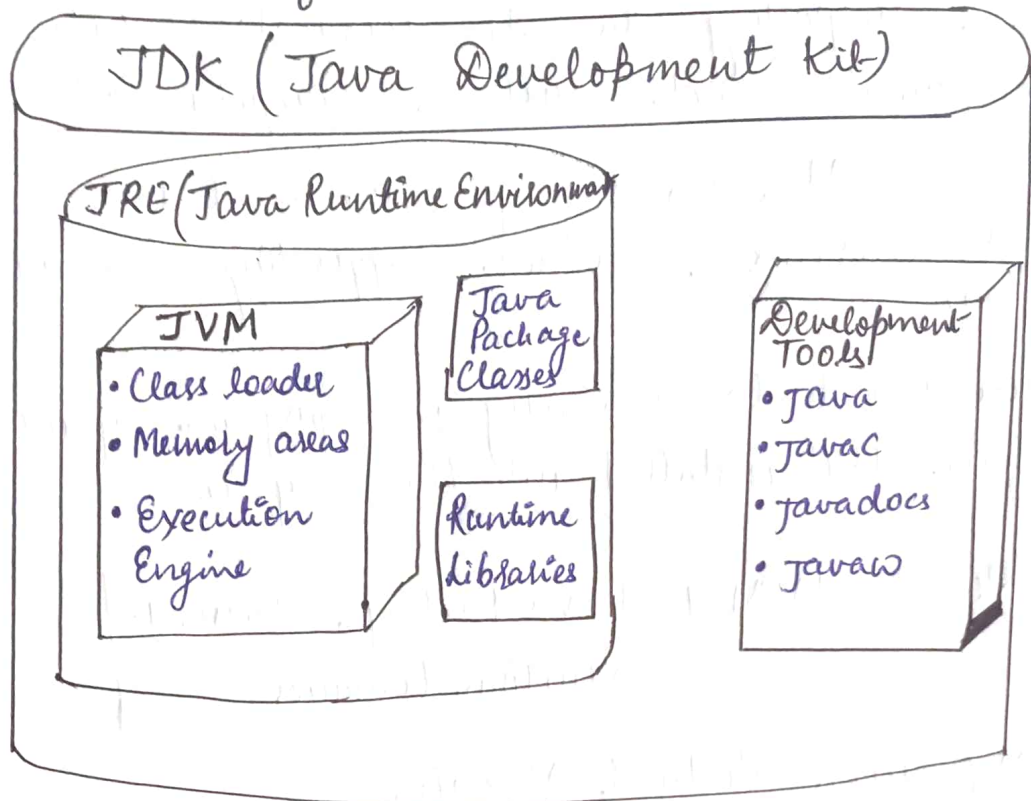 JDK (Java Development Kit)
JRE (Java Runtime Environment
JVM
• Class loader
• Memory areas
• Execution
Engine
Java
Package
Classes
Runtime
Libraries
Development
Tools
• Java
• Javac
• Javadocs
• Javaw